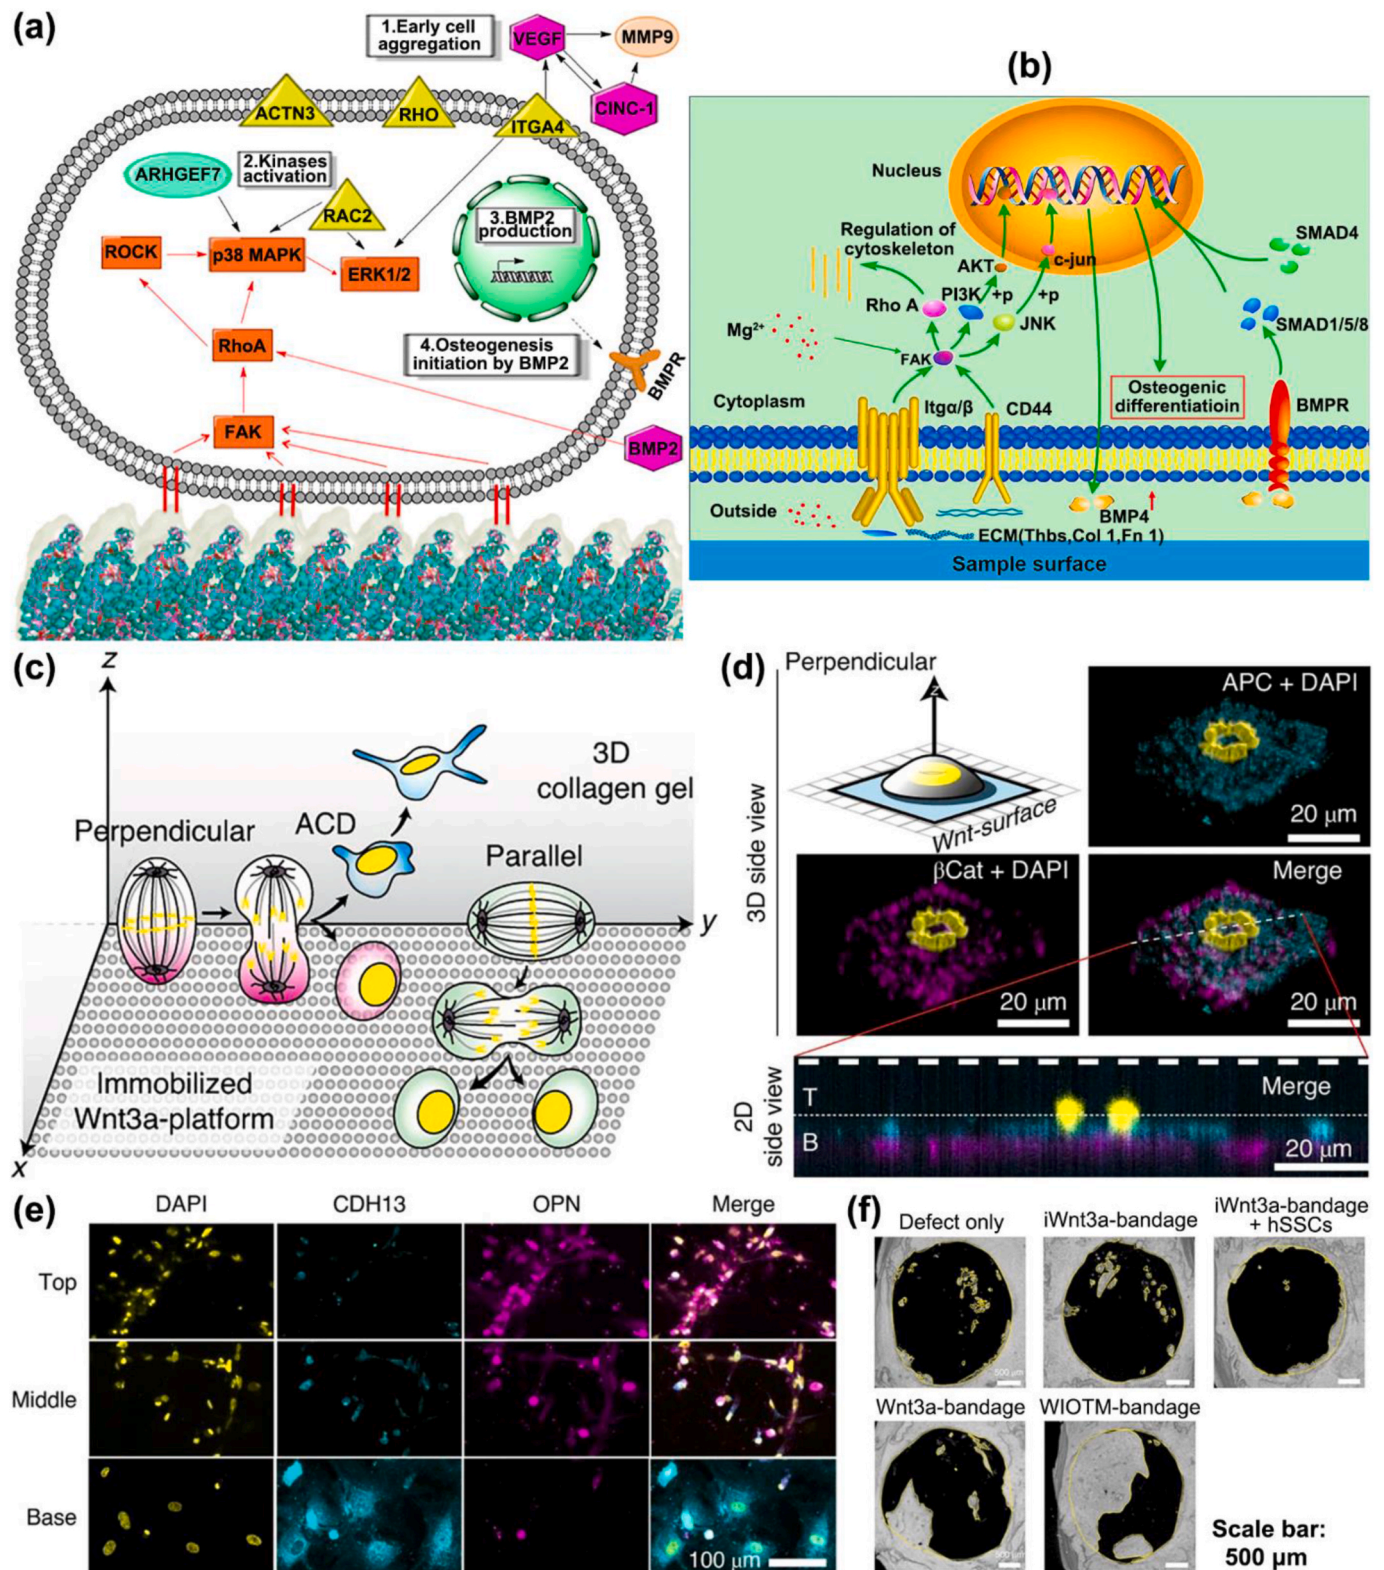 (a)
1.Early cell
aggregation
VEGF
MMP9
CINC-1
ACTN3
RHO
ITGA4
ARHGEF7
2.Kinases
activation
RAC2
3.BMP2
production
ROCK
p38 MAPK
ERK1/2
RhoA
4.Osteogenesis
initiation by BMP2
BMPR
FAK
BMP2
(b)
Nucleus
Regulation of
cytoskeleton
SMAD4
AKT
c-jun
Rho A
PI3K
+p
+p
JNK
SMAD1/5/8
Mg²⁺
FAK
Osteogenic
differentiatioin
Cytoplasm
Itgα/β
CD44
BMPR
Outside
BMP4
ECM(Thbs,Col 1,Fn 1)
Sample surface
(c)
z
3D
collagen gel
Perpendicular
ACD
Parallel
y
Immobilized
Wnt3a-platform
x
(d)
Perpendicular
z
Wnt-surface
3D side view
APC + DAPI
20 μm
βCat + DAPI
20 μm
Merge
20 μm
2D
side view
T
B
Merge
20 μm
(e)
DAPI
CDH13
OPN
Merge
Top
Middle
Base
100 μm
(f)
Defect only
iWnt3a-bandage
iWnt3a-bandage
+ hSSCs
500 μm
Wnt3a-bandage
WIOTM-bandage
500 μm
Scale bar:
500 μm